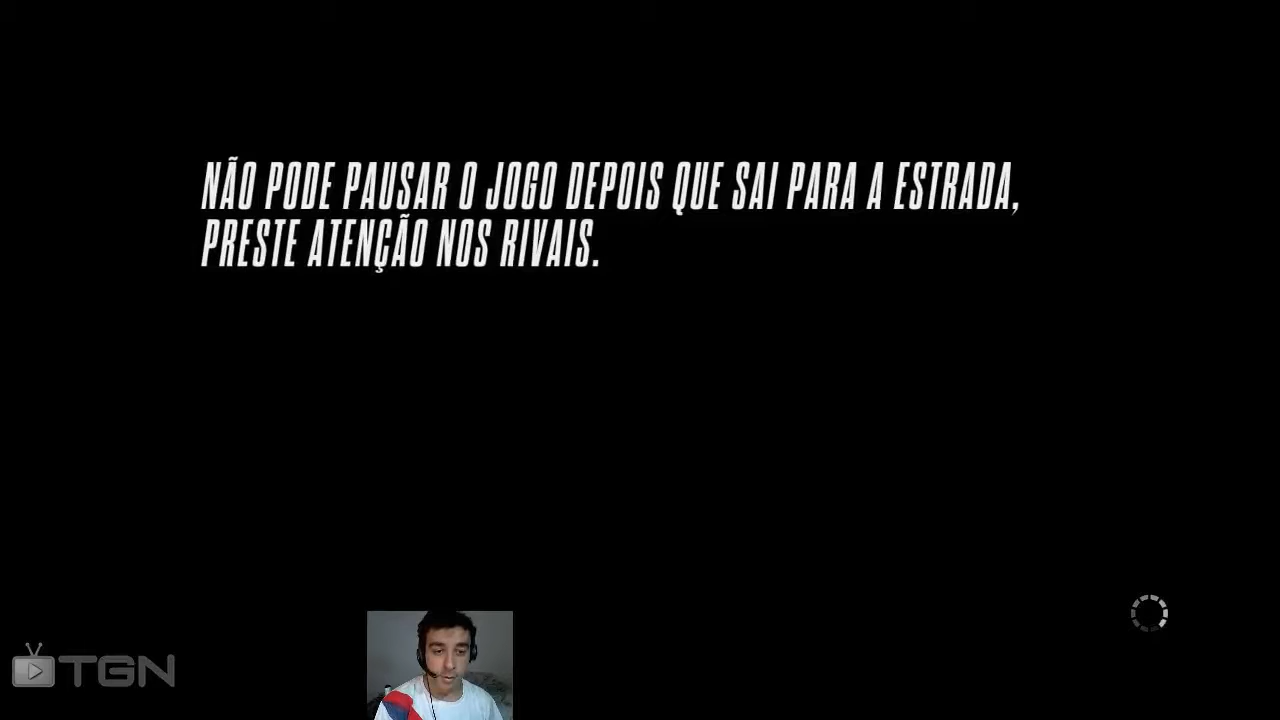 NÃO PODE PAUSAR O JOGO DEPOIS QUE SAI PARA A ESTRADA,
PRESTE ATENÇÃO NOS RIVAIS.
TGN